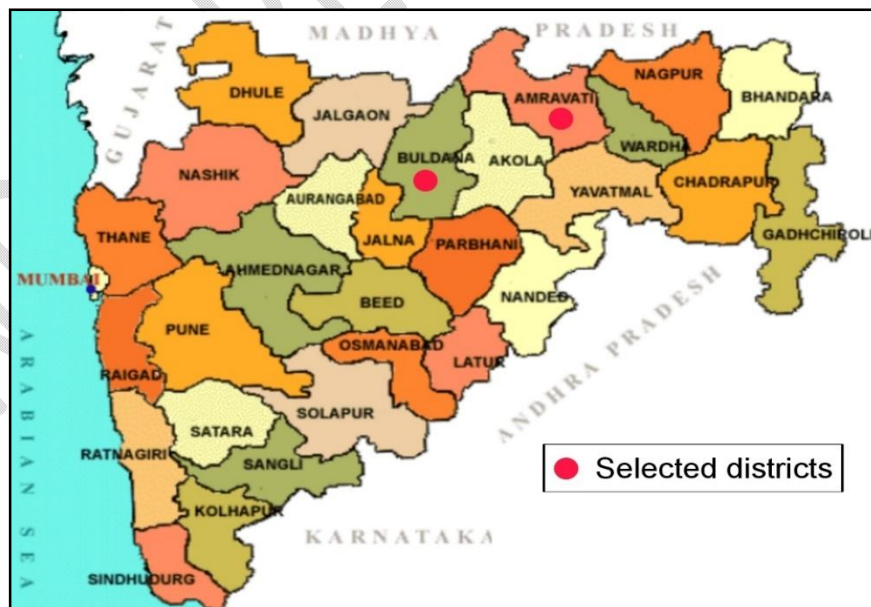 MADHYA PRADESH
GUJARAT
DHULE
JALGAON
AMRAVATI
NAGPUR
BHANDARA
NASHIK
BULDANA
AKOLA
WARDHA
AURANGABAD
YAVATMAL
CHADRAPUR
THANE
JALNA
PARBHANI
GADHCHIROLI
MUMBAI
AHMEDNAGAR
BEED
NANDED
PUNE
OSMANABAD
LATUR
RAIGAD
ANDHRA PRADESH
SOLAPUR
SATARA
RATNAGIRI
SANGLI
Selected districts
KOLHAPUR
KARNATAKA
SINDHUDURG
ARABIAN SEA